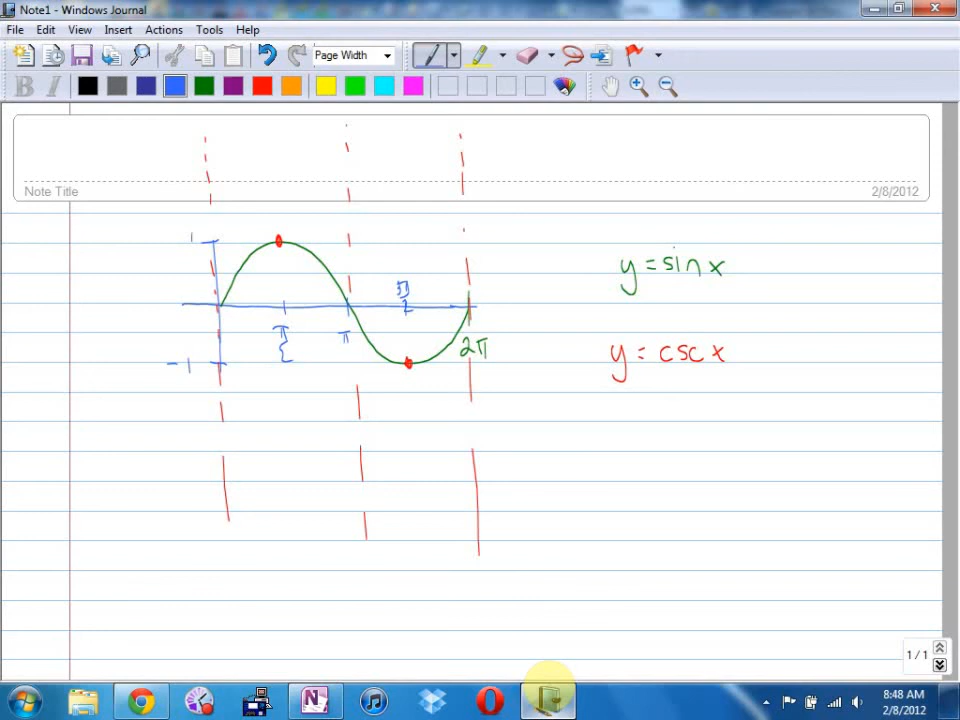 Note1 - Windows Journal
File Edit View Insert Actions Tools Help
Page Width
B I
Note Title
2/8/2012
1
y = sin x
π
2
π
2π
-1
y = csc x
1 / 1
N
8:48 AM
2/8/2012